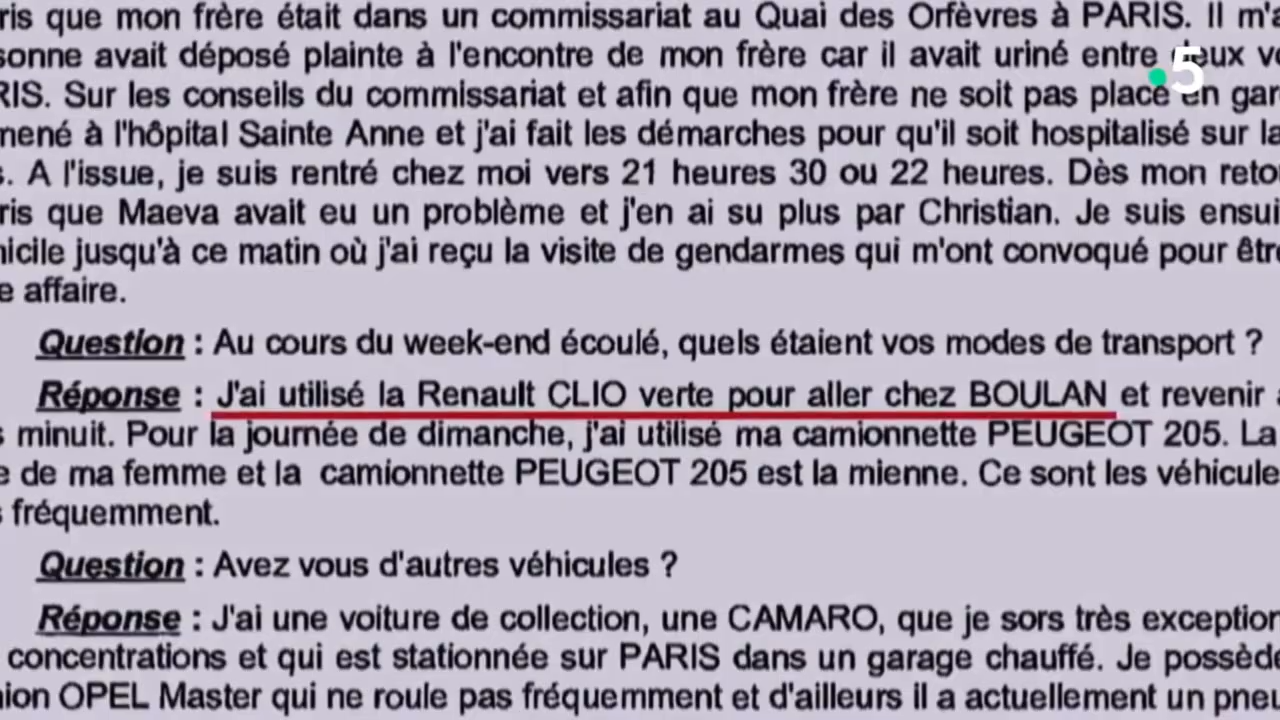 ris que mon frère était dans un commissariat au Quai des Orfèvres à PARIS. Il m'a
sonne avait déposé plainte à l'encontre de mon frère car il avait uriné entre deux
5
RIS. Sur les conseils du commissariat et afin que mon frère ne soit pas placé en gar
mené à l'hôpital Sainte Anne et j'ai fait les démarches pour qu'il soit hospitalisé sur la
s. A l'issue, je suis rentré chez moi vers 21 heures 30 ou 22 heures. Dès mon reto
ris que Maeva avait eu un problème et j'en ai su plus par Christian. Je suis ensui
nicile jusqu'à ce matin où j'ai reçu la visite de gendarmes qui m'ont convoqué pour êtr
e affaire.
Question : Au cours du week-end écoulé, quels étaient vos modes de transport ?
Réponse : J'ai utilisé la Renault CLIO verte pour aller chez BOULAN et revenir
s minuit. Pour la journée de dimanche, j'ai utilisé ma camionnette PEUGEOT 205. La
e de ma femme et la camionnette PEUGEOT 205 est la mienne. Ce sont les véhicule
s fréquemment.
Question : Avez vous d'autres véhicules ?
Réponse : J'ai une voiture de collection, une CAMARO, que je sors très exception
concentrations et qui est stationnée sur PARIS dans un garage chauffé. Je possède
nion OPEL Master qui ne roule pas fréquemment et d'ailleurs il a actuellement un pneu